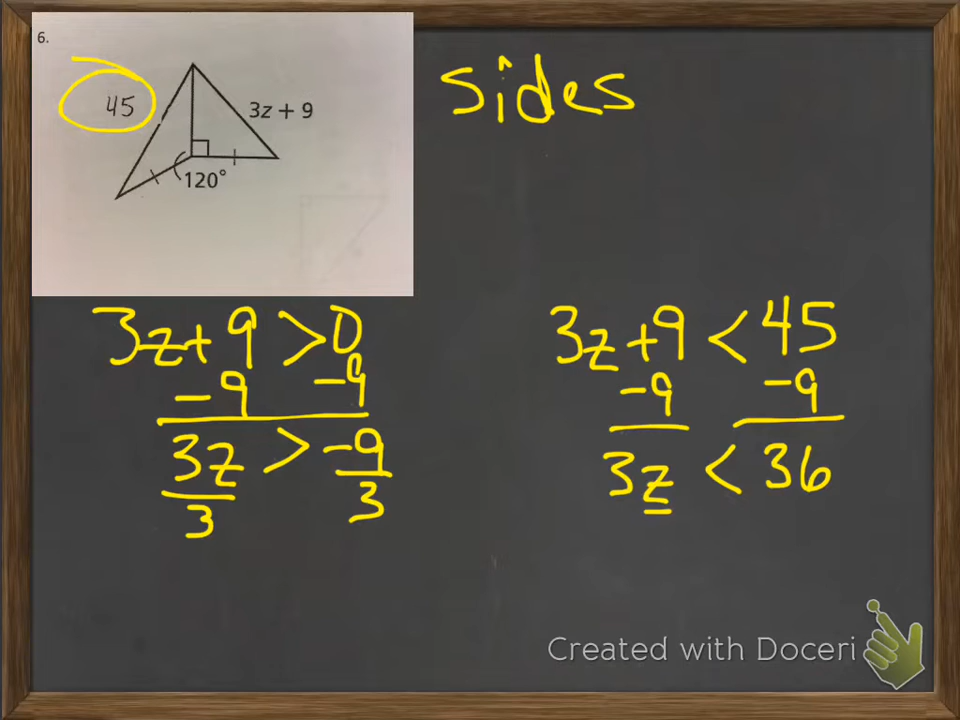 6.
45
3z + 9
120°
sides
3z+9 >0
-9 -9
3z > -9
3 3
3z+9 < 45
-9 -9
3z < 36
Created with Doceri